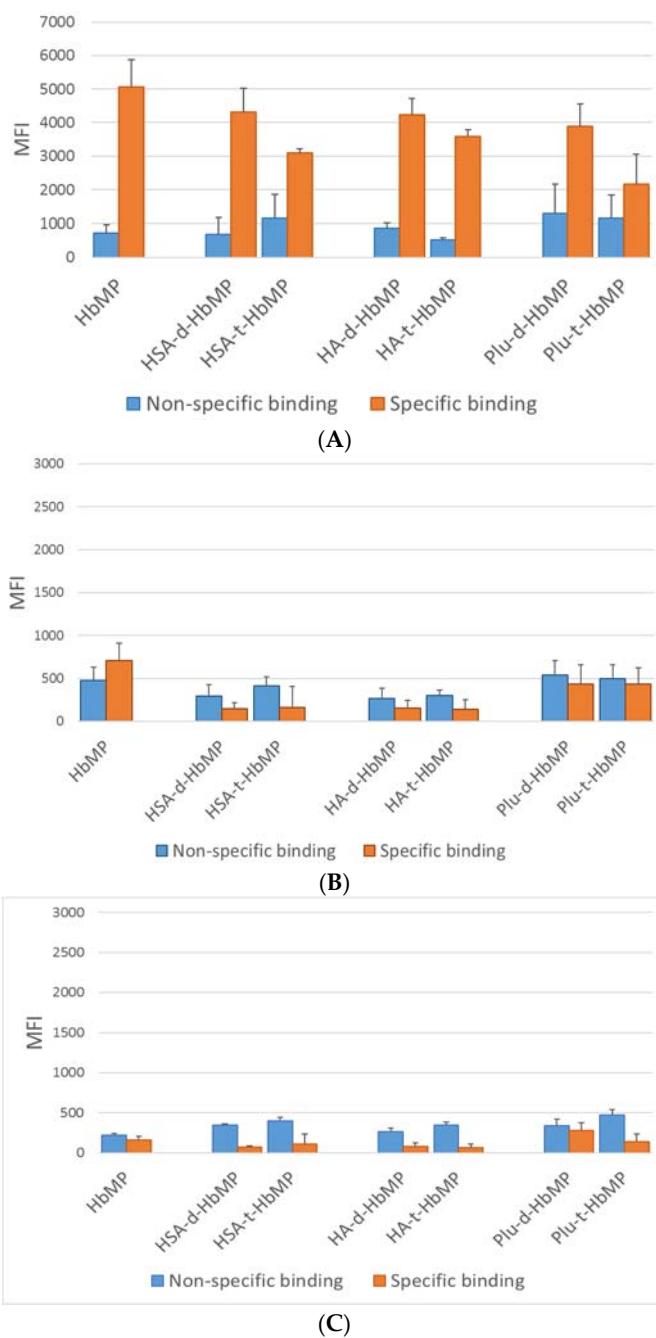 7000
6000
5000
4000
3000
2000
1000
0
MFI
HbMP
HSA-d-HbMP
HSA-t-HbMP
HA-d-HbMP
HA-t-HbMP
Plu-d-HbMP
Plu-t-HbMP
Non-specific binding Specific binding
(A)
3000
2500
2000
1500
1000
500
0
MFI
HbMP
HSA-d-HbMP
HSA-t-HbMP
HA-d-HbMP
HA-t-HbMP
Plu-d-HbMP
Plu-t-HbMP
Non-specific binding Specific binding
(B)
3000
2500
2000
1500
1000
500
0
MFI
HbMP
HSA-d-HbMP
HSA-t-HbMP
HA-d-HbMP
HA-t-HbMP
Plu-d-HbMP
Plu-t-HbMP
Non-specific binding Specific binding
(C)